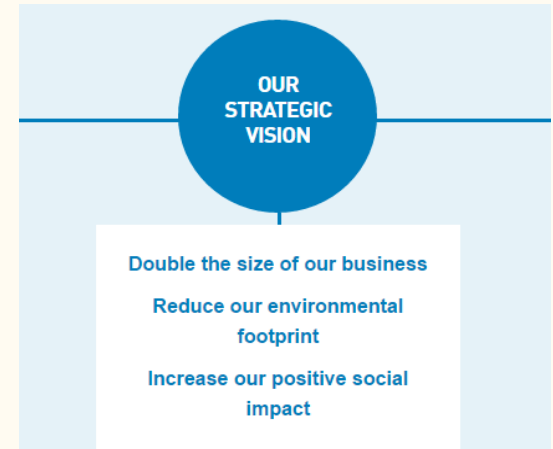 OUR
STRATEGIC
VISION
Double the size of our business
Reduce our environmental
footprint
Increase our positive social
impact